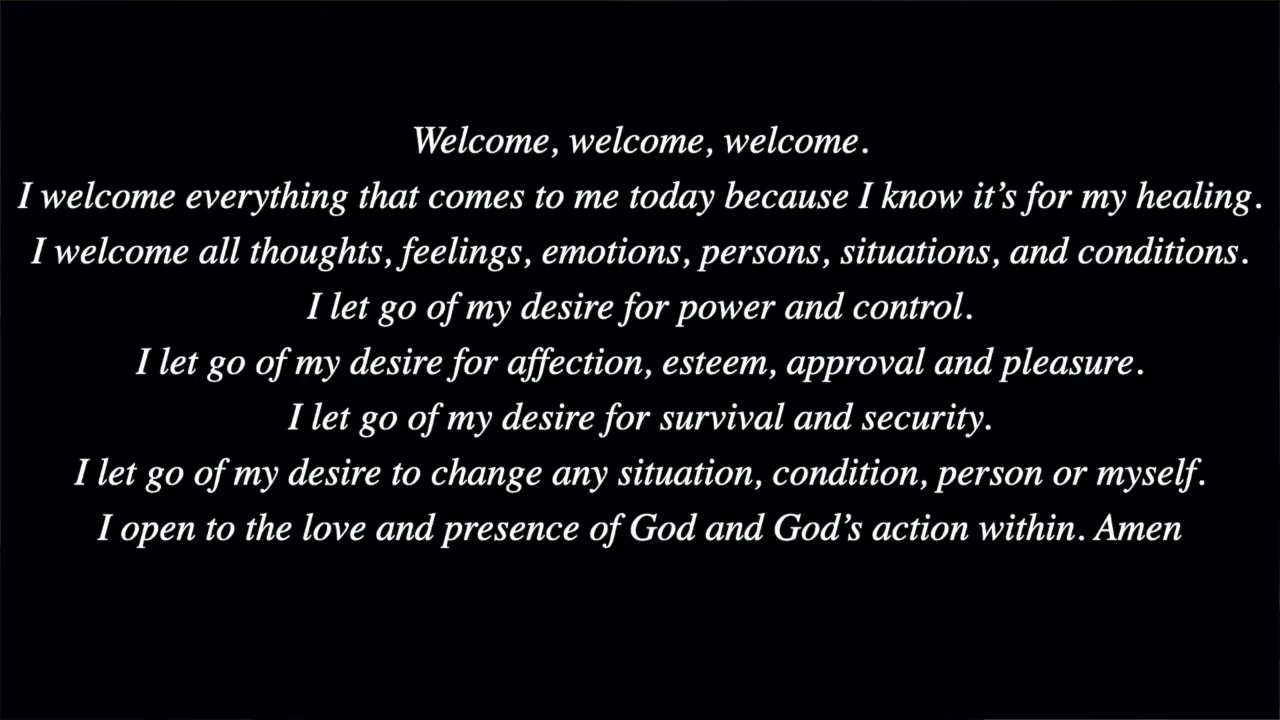 Welcome, welcome, welcome.
I welcome everything that comes to me today because I know it’s for my healing.
I welcome all thoughts, feelings, emotions, persons, situations, and conditions.
I let go of my desire for power and control.
I let go of my desire for affection, esteem, approval and pleasure.
I let go of my desire for survival and security.
I let go of my desire to change any situation, condition, person or myself.
I open to the love and presence of God and God’s action within. Amen